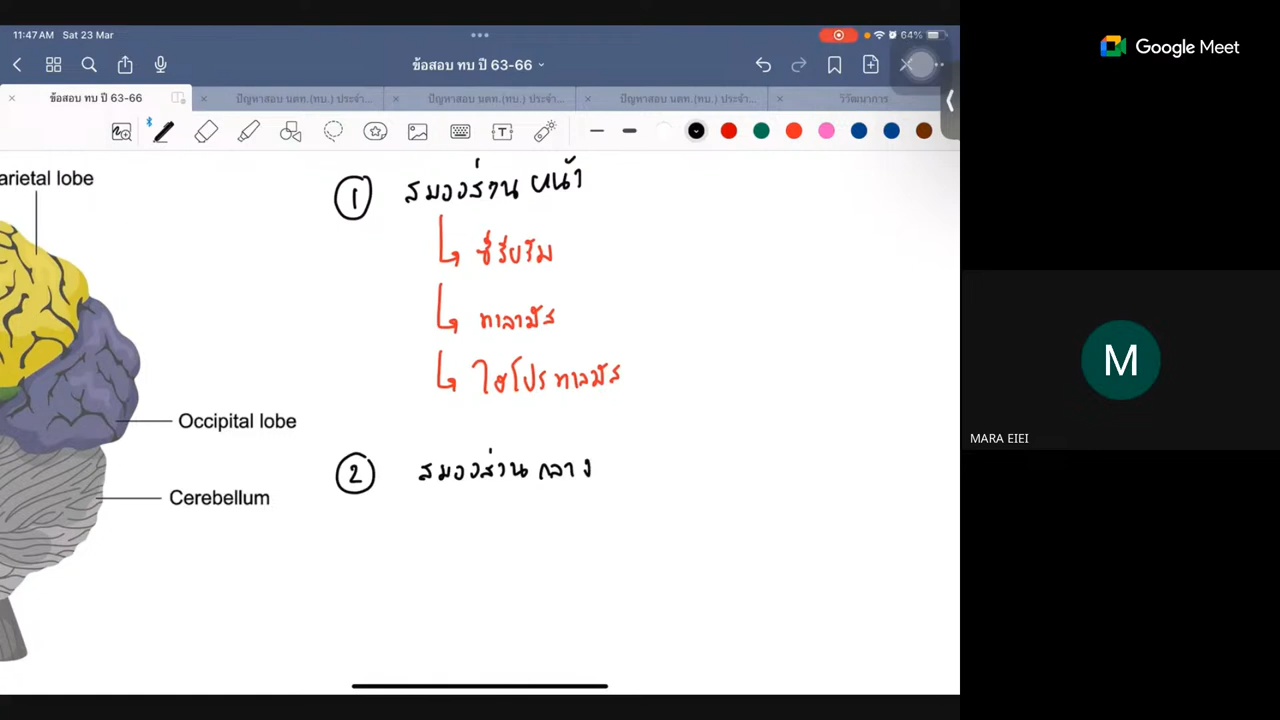 11:47 AM Sat 23 Mar
64%
Google Meet
ข้อสอบ ทบ ปี 63-66
ข้อสอบ ทบ ปี 63-66
ปัญหาสอบ นตท.(ทบ.) ประจำ...
ปัญหาสอบ นตท.(ทบ.) ประจำ...
ปัญหาสอบ นตท.(ทบ.) ประจำ...
วิวัฒนาการ
arietal lobe
1 สมองส่วนหน้า
ซีรีบรัม
ทาลามัส
ไฮโปรทาลมัส
Occipital lobe
2 สมองส่วนกลาง
Cerebellum
M
MARA EIEI